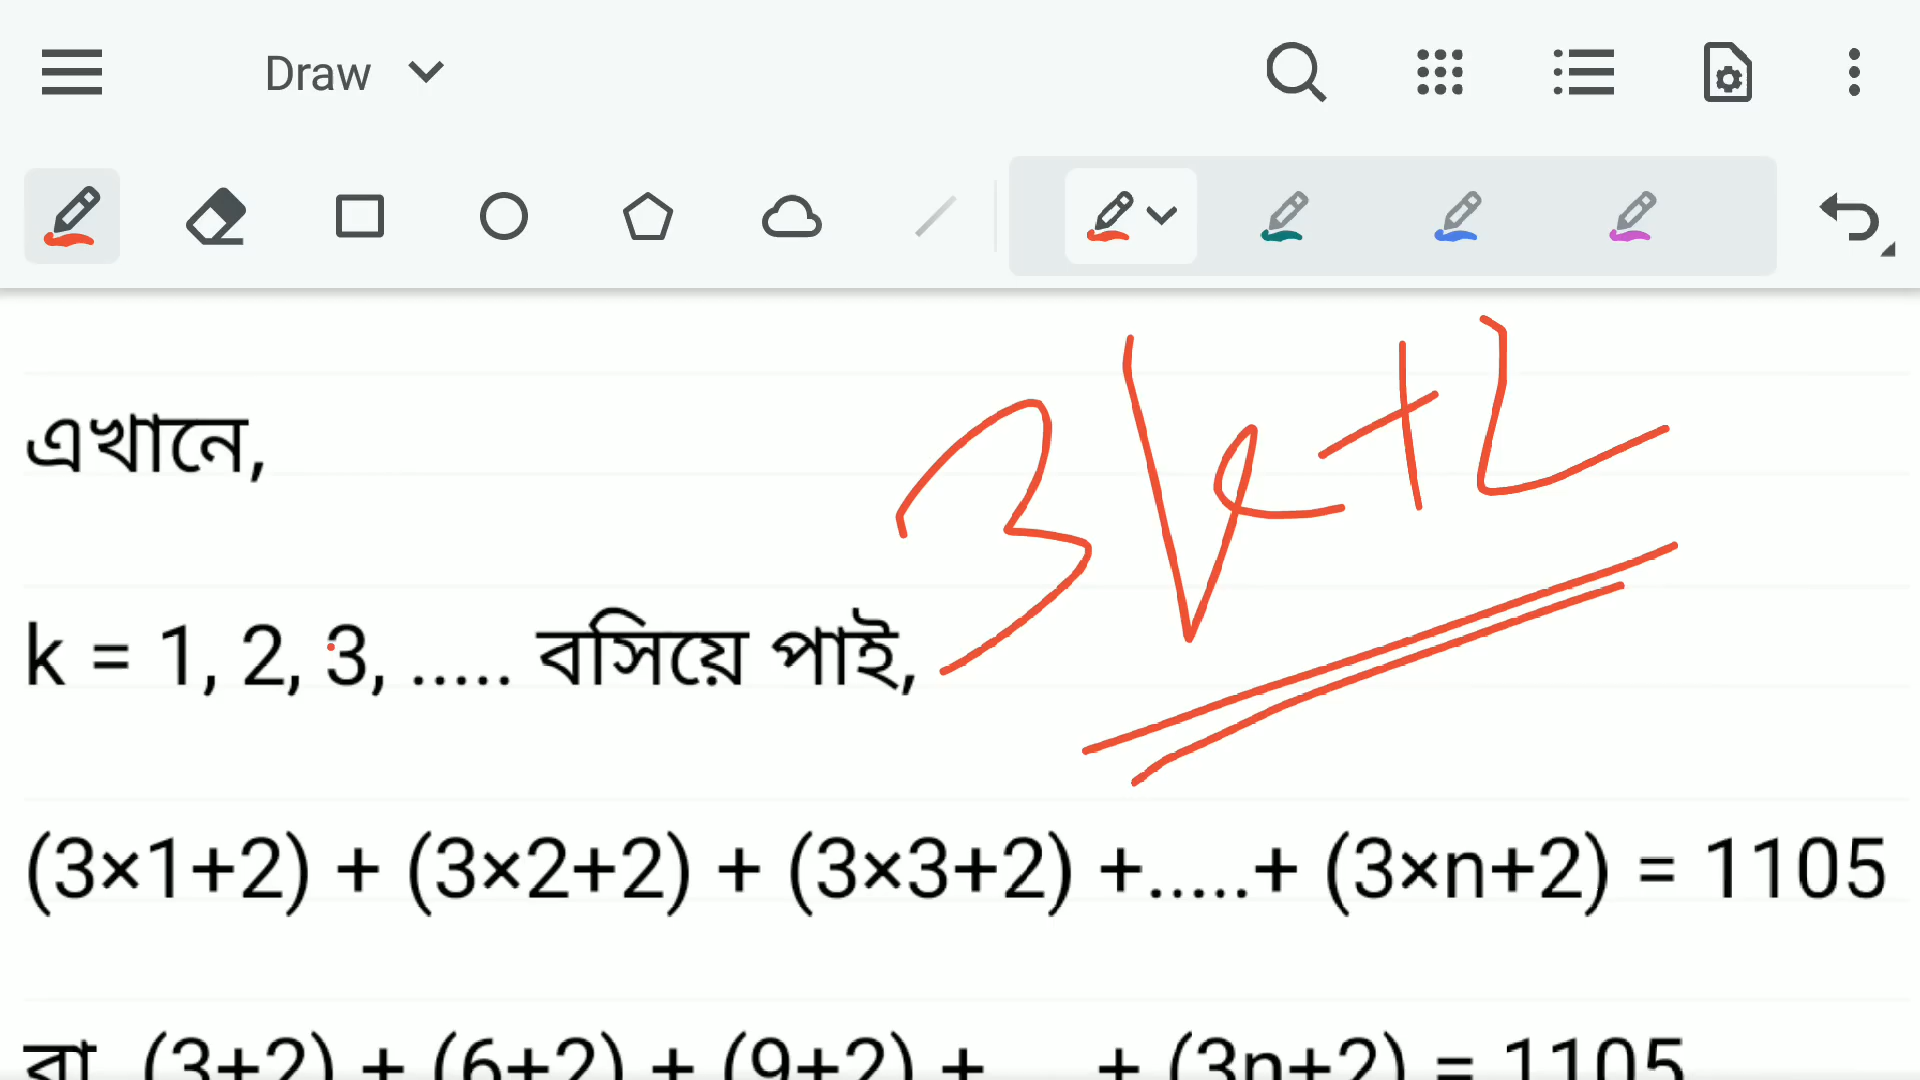 Draw
3k+2
এখানে,
k = 1, 2, 3, ..... বসিয়ে পাই,
(3×1+2) + (3×2+2) + (3×3+2) +.....+ (3×n+2) = 1105
বা, (3+2) + (6+2) + (9+2) + ..... + (3n+2) = 1105